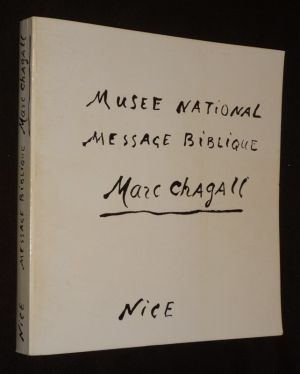 MUSEE NATIONAL
MESSAGE BIBLIQUE
Marc Chagall
NICE
NICE MESSAGE BIBLIQUE Marc Chagall